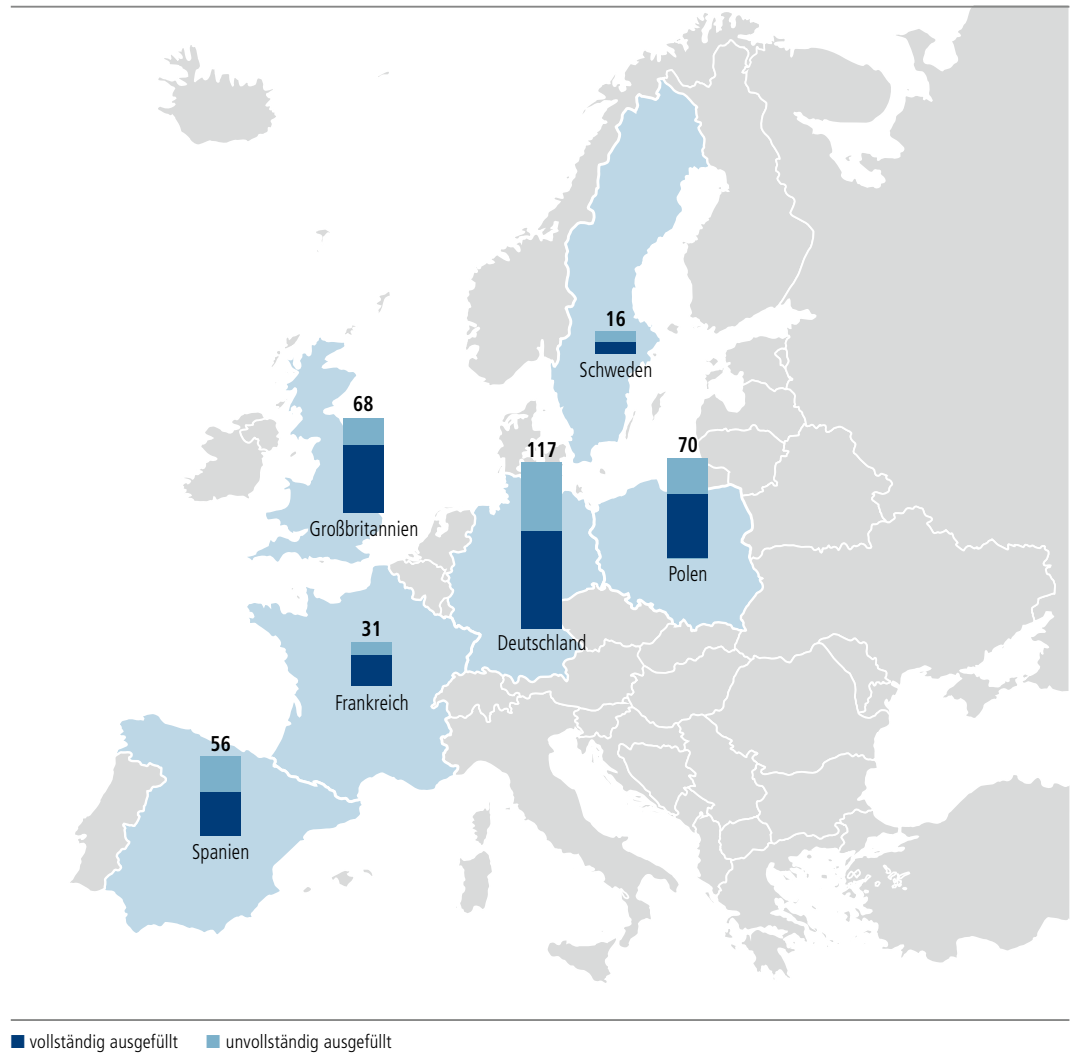 16
Schweden
68
Großbritannien
117
Deutschland
70
Polen
31
Frankreich
56
Spanien
vollständig ausgefüllt unvollständig ausgefüllt